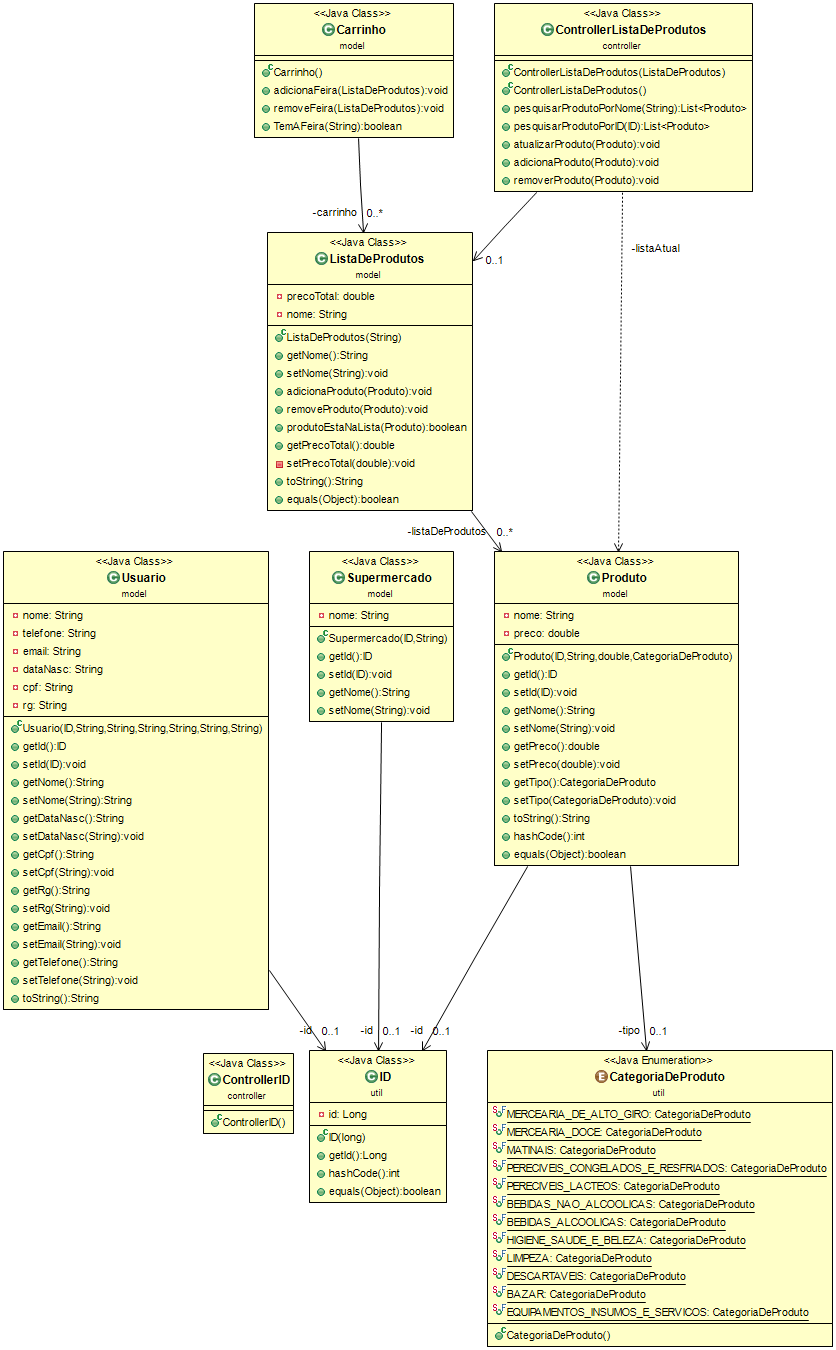 <<Java Class>>
Carrinho
model
Carrinho()
adicionaFeira(ListaDeProdutos):void
removeFeira(ListaDeProdutos):void
TemAFeira(String):boolean
<<Java Class>>
ControllerListaDeProdutos
controller
ControllerListaDeProdutos(ListaDeProdutos)
ControllerListaDeProdutos()
pesquisarProdutoPorNome(String):List<Produto>
pesquisarProdutoPorID(ID):List<Produto>
atualizarProduto(Produto):void
adicionaProduto(Produto):void
removerProduto(Produto):void
-carrinho 0..*
-listaAtual
0..1
<<Java Class>>
ListaDeProdutos
model
precoTotal: double
nome: String
ListaDeProdutos(String)
getNome():String
setNome(String):void
adicionaProduto(Produto):void
removeProduto(Produto):void
produtoEstaNaLista(Produto):boolean
getPrecoTotal():double
setPrecoTotal(double):void
toString():String
equals(Object):boolean
-listaDeProdutos 0..*
<<Java Class>>
Usuario
model
nome: String
telefone: String
email: String
dataNasc: String
cpf: String
rg: String
Usuario(ID,String,String,String,String,String,String)
getId():ID
setId(ID):void
getNome():String
setNome(String):String
getDataNasc():String
setDataNasc(String):void
getCpf():String
setCpf(String):void
getRg():String
setRg(String):void
getEmail():String
setEmail(String):void
getTelefone():String
setTelefone(String):void
toString():String
<<Java Class>>
Supermercado
model
nome: String
Supermercado(ID,String)
getId():ID
setId(ID):void
getNome():String
setNome(String):void
<<Java Class>>
Produto
model
nome: String
preco: double
Produto(ID,String,double,CategoriaDeProduto)
getId():ID
setId(ID):void
getNome():String
setNome(String):void
getPreco():double
setPreco(double):void
getTipo():CategoriaDeProduto
setTipo(CategoriaDeProduto):void
toString():String
hashCode():int
equals(Object):boolean
-id 0..1
-id 0..1
-id 0..1
-tipo 0..1
<<Java Class>>
ControllerID
controller
ControllerID()
<<Java Class>>
ID
util
id: Long
ID(long)
getId():Long
hashCode():int
equals(Object):boolean
<<Java Enumeration>>
CategoriaDeProduto
util
MERCEARIA_DE_ALTO_GIRO: CategoriaDeProduto
MERCEARIA_DOCE: CategoriaDeProduto
MATINAIS: CategoriaDeProduto
PERECIVEIS_CONGELADOS_E_RESFRIADOS: CategoriaDeProduto
PERECIVEIS_LACTEOS: CategoriaDeProduto
BEBIDAS_NAO_ALCOOLICAS: CategoriaDeProduto
BEBIDAS_ALCOOLICAS: CategoriaDeProduto
HIGIENE_SAUDE_E_BELEZA: CategoriaDeProduto
LIMPEZA: CategoriaDeProduto
DESCARTAVEIS: CategoriaDeProduto
BAZAR: CategoriaDeProduto
EQUIPAMENTOS_INSUMOS_E_SERVICOS: CategoriaDeProduto
CategoriaDeProduto()